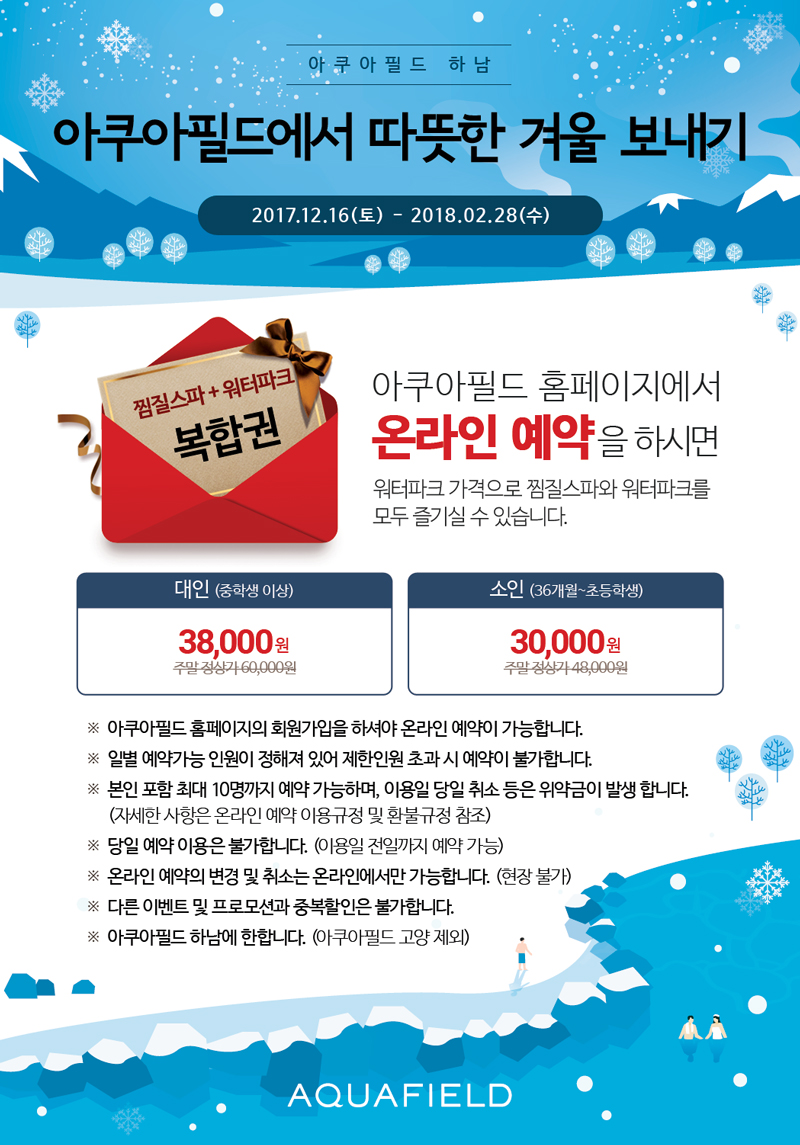 아쿠아필드 하남
아쿠아필드에서 따뜻한 겨울 보내기
2017.12.16(토) - 2018.02.28(수)
찜질스파 + 워터파크
복합권
아쿠아필드 홈페이지에서
온라인 예약을 하시면
워터파크 가격으로 찜질스파와 워터파크를
모두 즐기실 수 있습니다.
대인 (중학생 이상)
38,000원
주말 정상가 60,000원
소인 (36개월~초등학생)
30,000원
주말 정상가 48,000원
※ 아쿠아필드 홈페이지의 회원가입을 하셔야 온라인 예약이 가능합니다.
※ 일별 예약가능 인원이 정해져 있어 제한인원 초과 시 예약이 불가합니다.
※ 본인 포함 최대 10명까지 예약 가능하며, 이용일 당일 취소 등은 위약금이 발생 합니다.
(자세한 사항은 온라인 예약 이용규정 및 환불규정 참조)
※ 당일 예약 이용은 불가합니다. (이용일 전일까지 예약 가능)
※ 온라인 예약의 변경 및 취소는 온라인에서만 가능합니다. (현장 불가)
※ 다른 이벤트 및 프로모션과 중복할인은 불가합니다.
※ 아쿠아필드 하남에 한합니다. (아쿠아필드 고양 제외)
AQUAFIELD